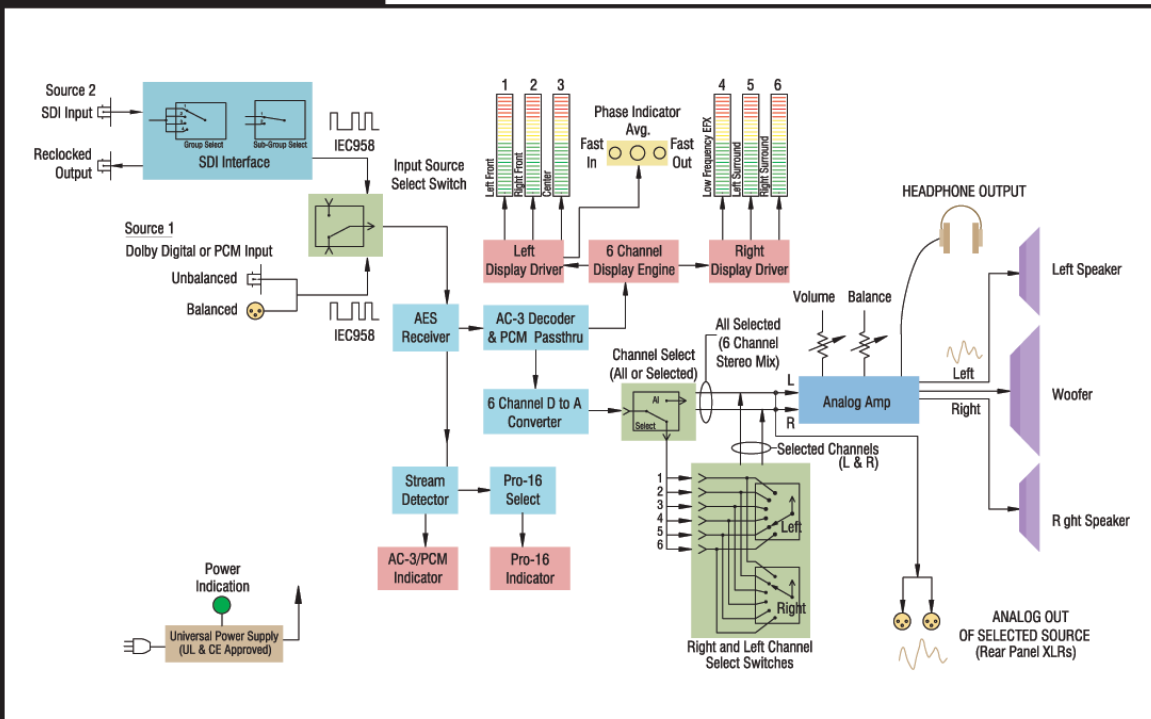 Source 2
SDI Input
Reclocked
Output
1
2
3
4
Group Select
Sub-Group Select
SDI Interface
IEC958
Input Source
Select Switch
Source 1
Dolby Digital or PCM Input
Unbalanced
Balanced
IEC958
1 2 3
Left Front
Right Front
Center
Phase Indicator
Avg.
Fast
In
Fast
Out
4 5 6
Low Frequency EFX
Left Surround
Right Surround
Left
Display Driver
6 Channel
Display Engine
Right
Display Driver
AES
Receiver
AC-3 Decoder
& PCM Passthru
6 Channel D to A
Converter
Channel Select
(All or Selected)
Al
Select
All Selected
(6 Channel
Stereo Mix)
Volume
Balance
L
R
Analog Amp
HEADPHONE OUTPUT
Left
Right
Left Speaker
Woofer
R ght Speaker
Selected Channels
(L & R)
1
2
3
4
5
6
Left
Right
Right and Left Channel
Select Switches
Stream
Detector
Pro-16
Select
AC-3/PCM
Indicator
Pro-16
Indicator
Power
Indication
Universal Power Supply
(UL & CE Approved)
ANALOG OUT
OF SELECTED SOURCE
(Rear Panel XLRs)